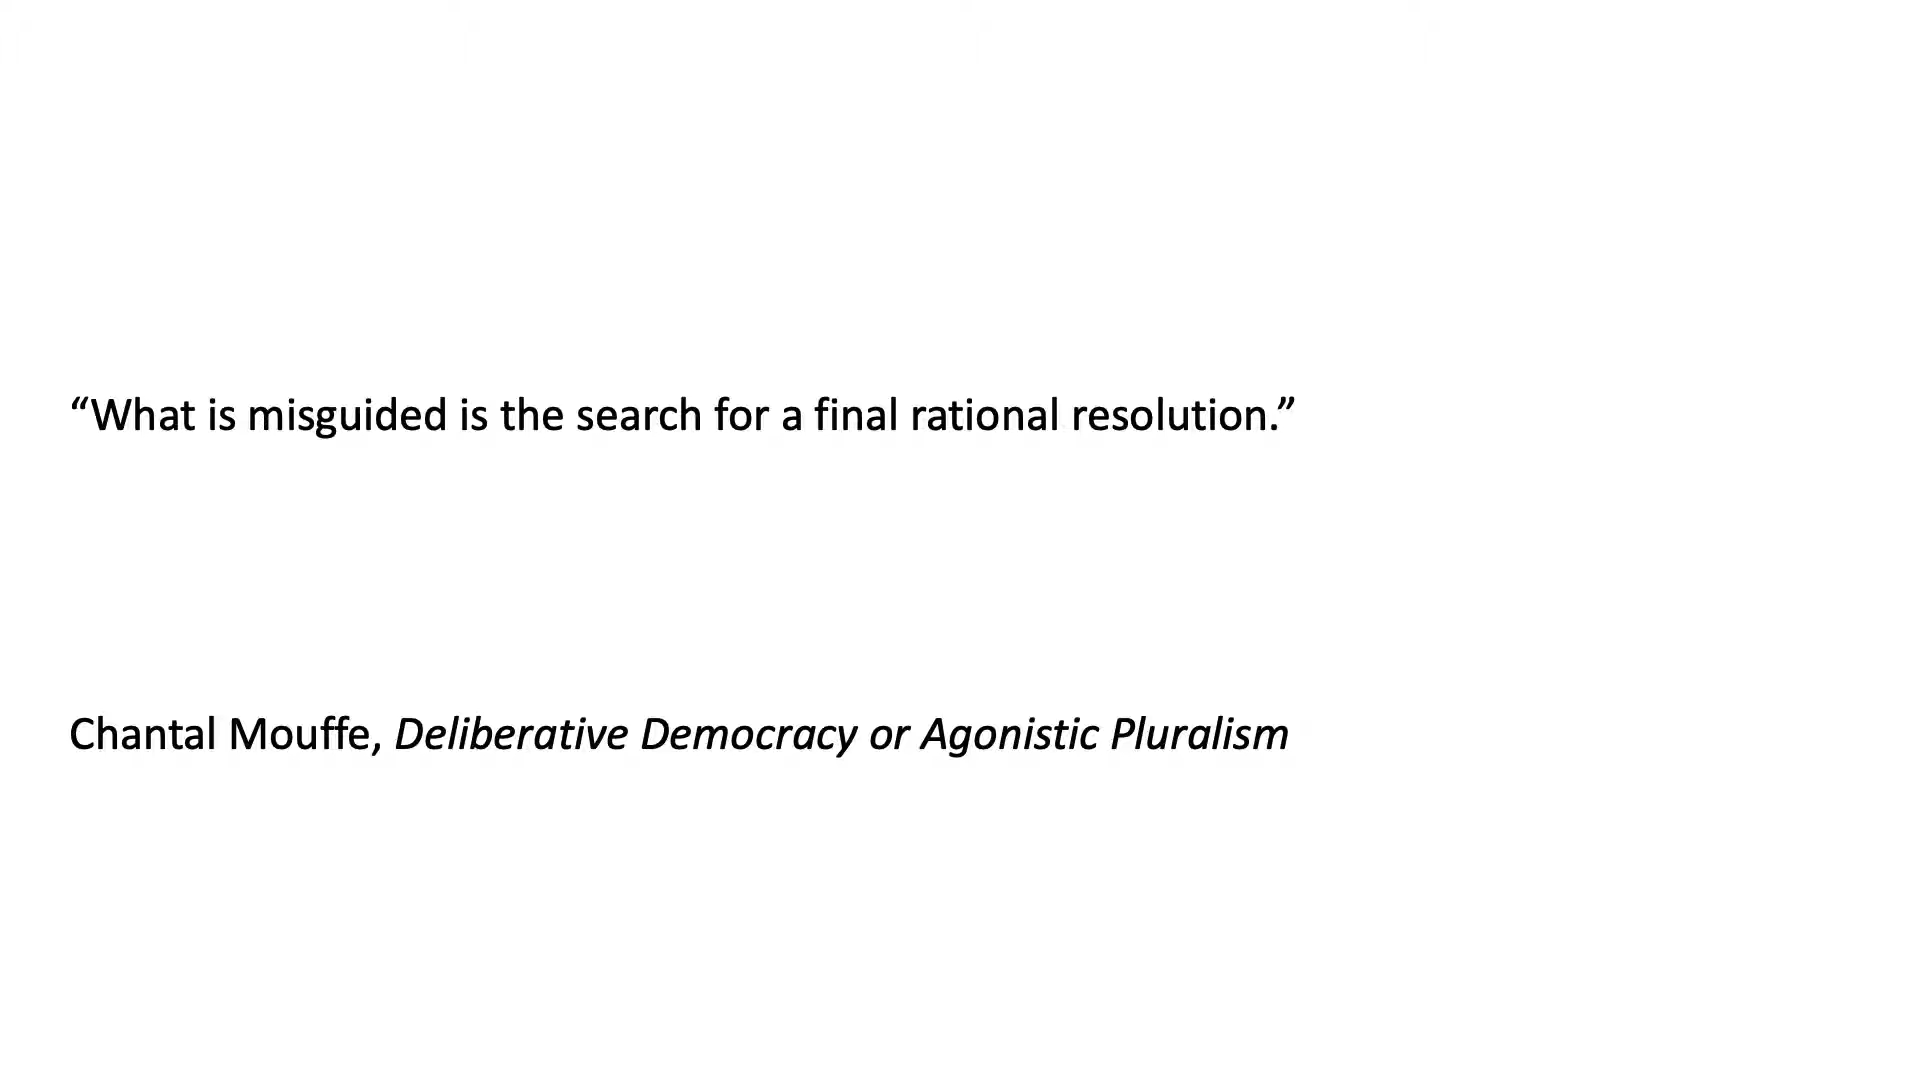 “What is misguided is the search for a final rational resolution.”
Chantal Mouffe, Deliberative Democracy or Agonistic Pluralism